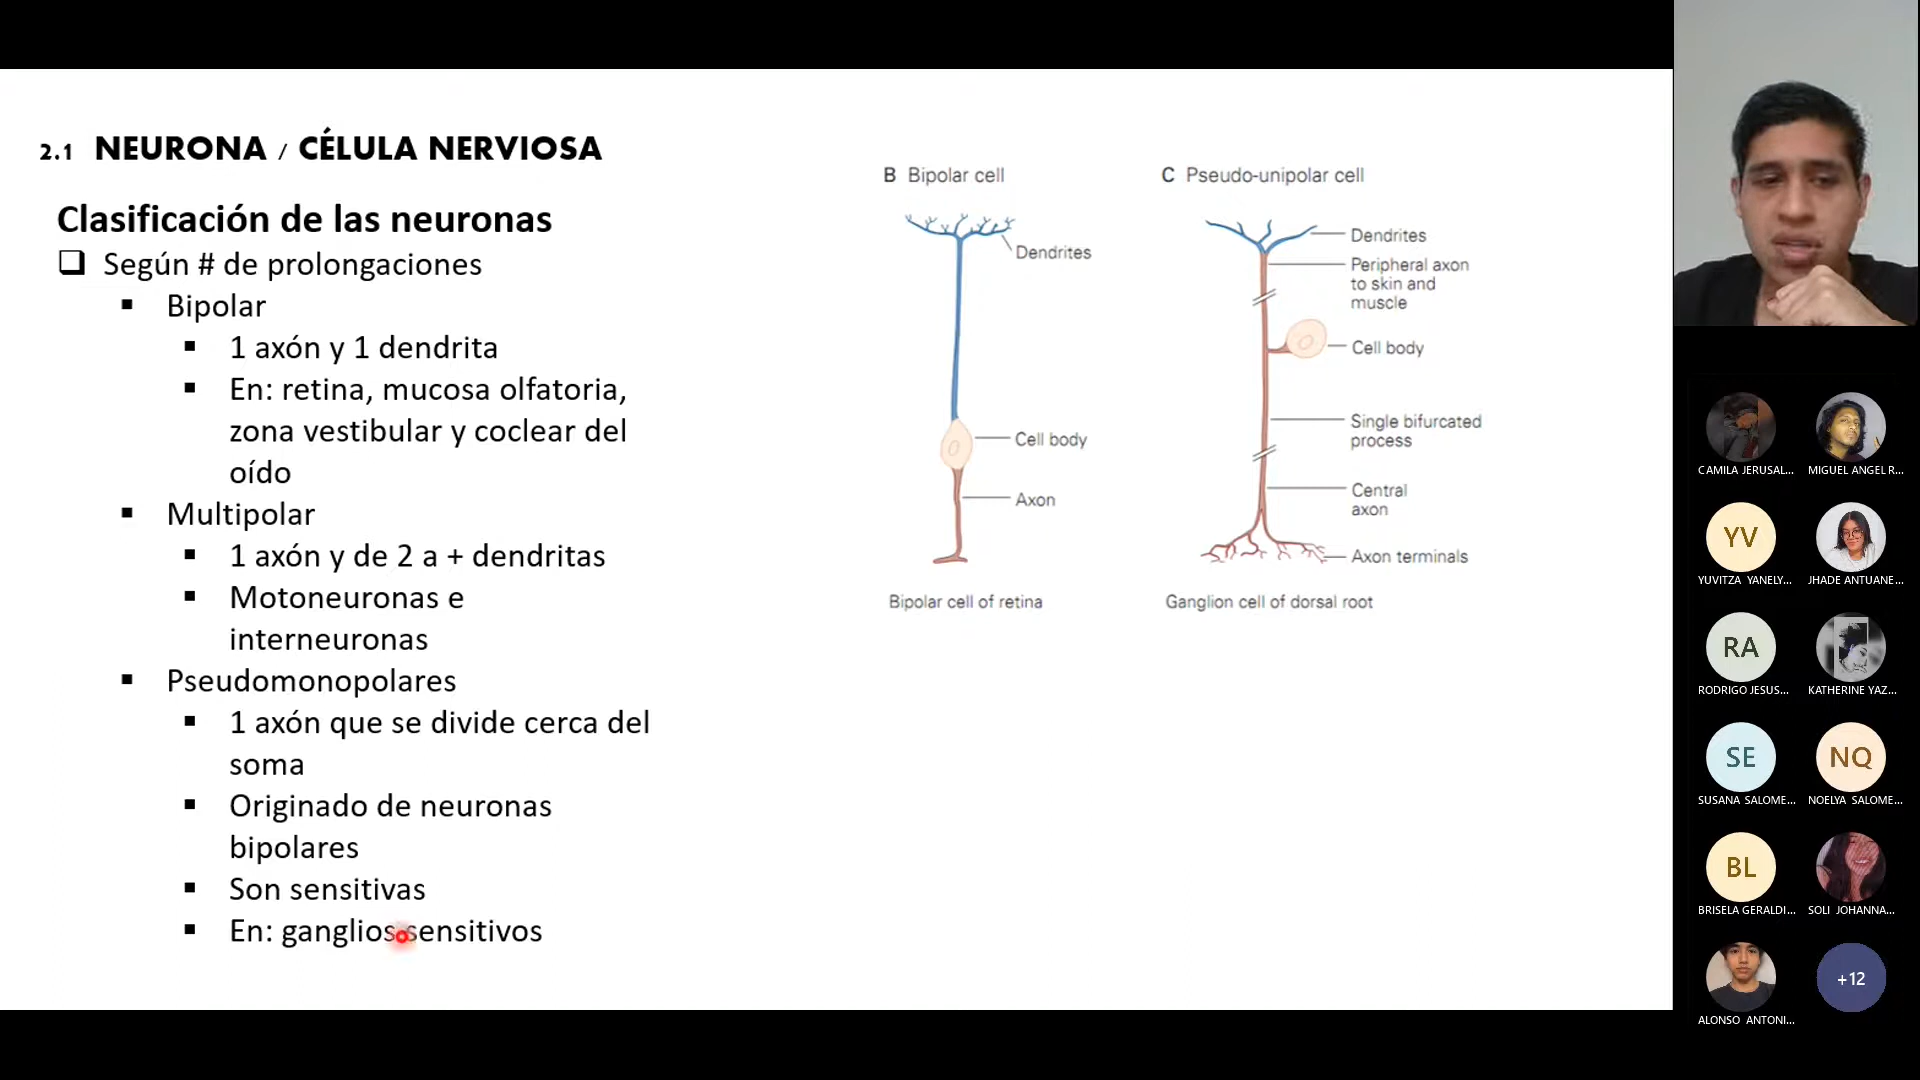 2.1 NEURONA / CÉLULA NERVIOSA
Clasificación de las neuronas
Según # de prolongaciones
Bipolar
1 axón y 1 dendrita
En: retina, mucosa olfatoria,
zona vestibular y coclear del
oído
Multipolar
1 axón y de 2 a + dendritas
Motoneuronas e
interneuronas
Pseudomonopolares
1 axón que se divide cerca del
soma
Originado de neuronas
bipolares
Son sensitivas
En: ganglios sensitivos
B Bipolar cell
Dendrites
Cell body
Axon
Bipolar cell of retina
C Pseudo-unipolar cell
Dendrites
Peripheral axon
to skin and
muscle
Cell body
Single bifurcated
process
Central
axon
Axon terminals
Ganglion cell of dorsal root
CAMILA JERUSAL...
MIGUEL ANGEL R...
YV
YUVITZA YANELY...
JHADE ANTUANE...
RA
RODRIGO JESUS...
KATHERINE YAZ...
SE
SUSANA SALOME...
NQ
NOELYA SALOME...
BL
BRISELA GERALDI...
SOLI JOHANNA...
ALONSO ANTONI...
+12